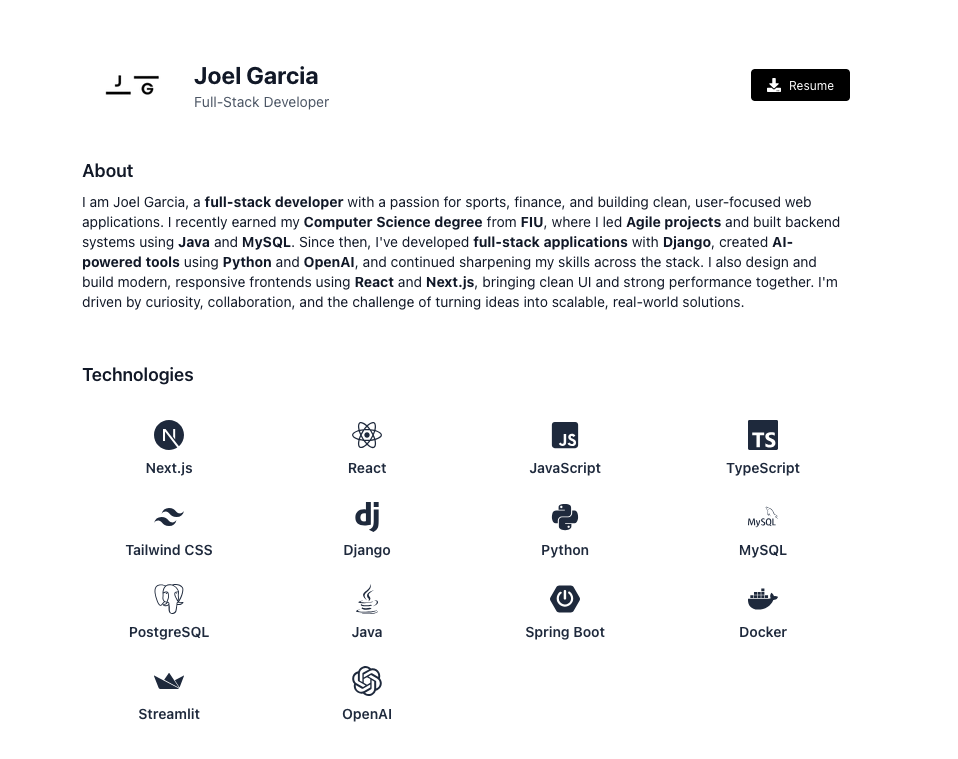 J G
Joel Garcia
Full-Stack Developer
Resume
About
I am Joel Garcia, a full-stack developer with a passion for sports, finance, and building clean, user-focused web
applications. I recently earned my Computer Science degree from FIU, where I led Agile projects and built backend
systems using Java and MySQL. Since then, I've developed full-stack applications with Django, created AI-
powered tools using Python and OpenAI, and continued sharpening my skills across the stack. I also design and
build modern, responsive frontends using React and Next.js, bringing clean UI and strong performance together. I'm
driven by curiosity, collaboration, and the challenge of turning ideas into scalable, real-world solutions.
Technologies
N JS TS
Next.js React JavaScript TypeScript
dj MySQL
Tailwind CSS Django Python MySQL
PostgreSQL Java Spring Boot Docker
Streamlit OpenAI